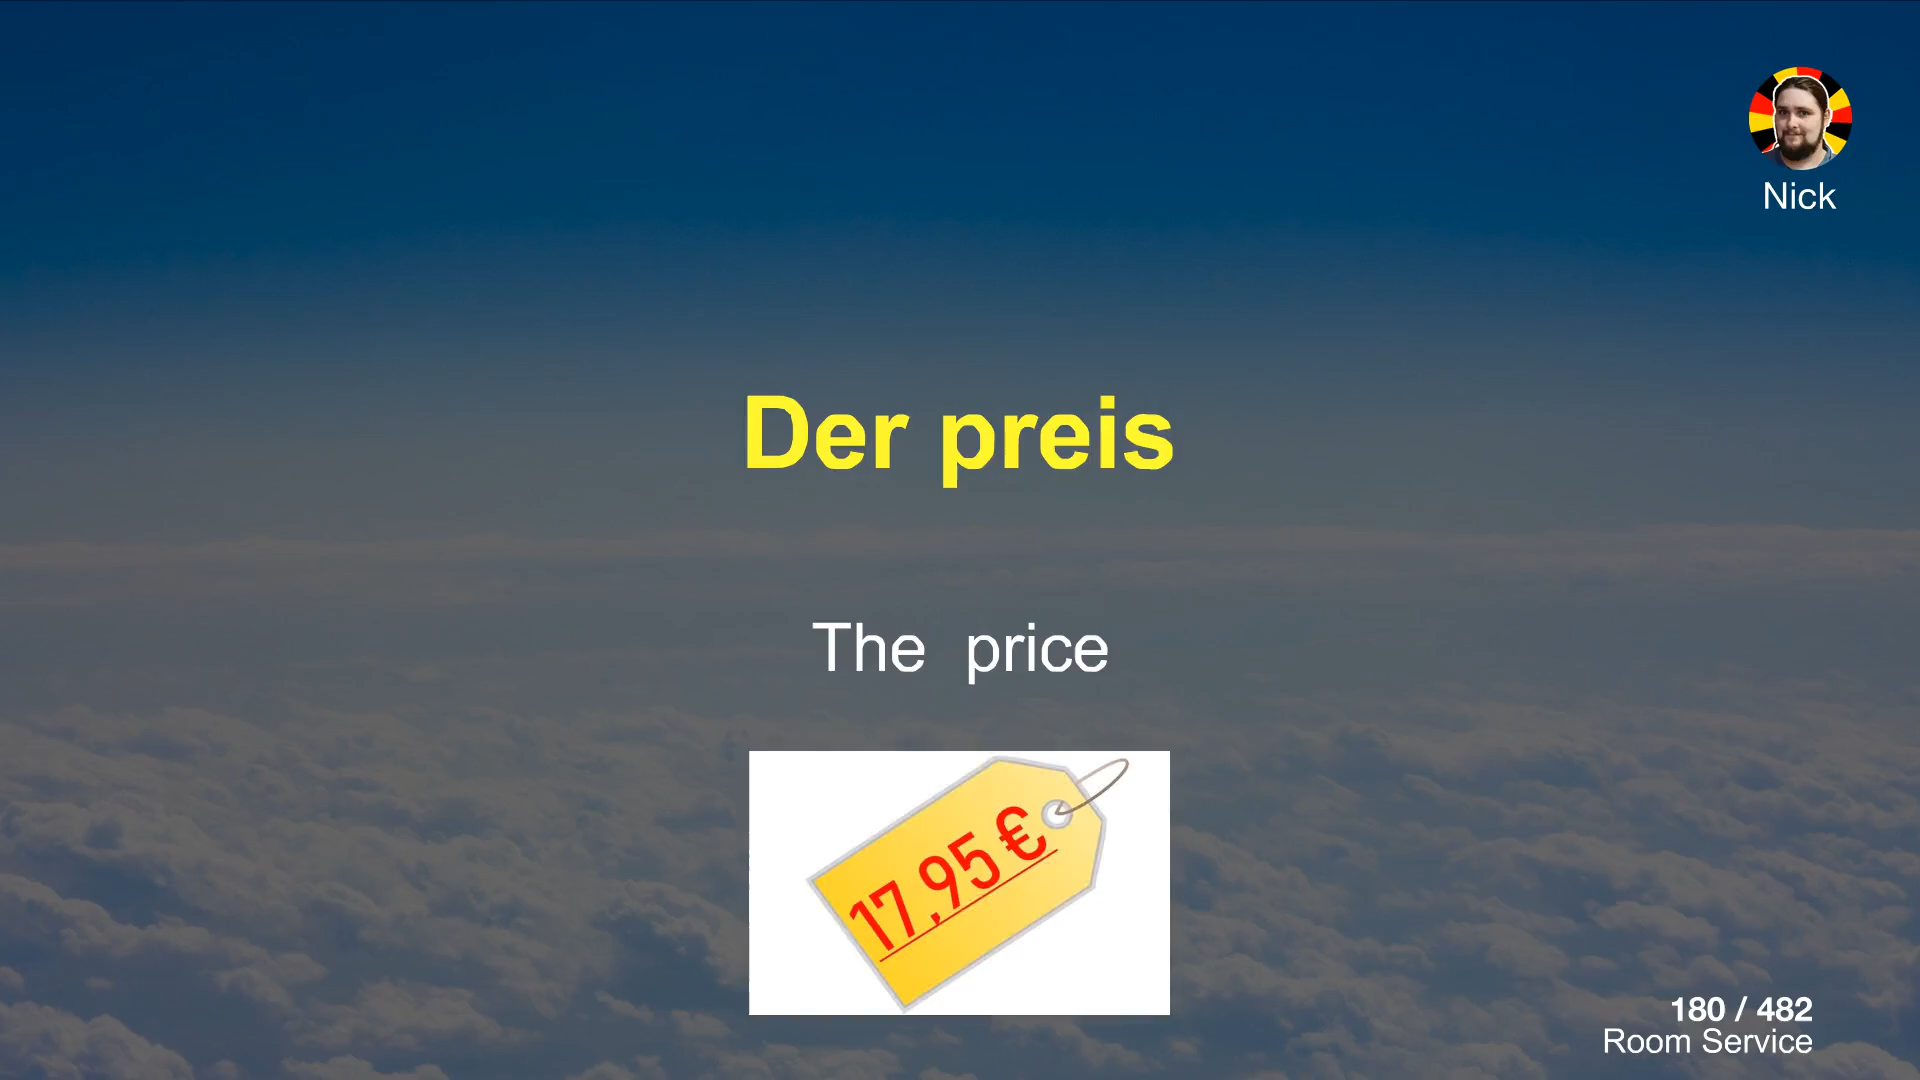 Nick
Der preis
The price
17,95 €
180 / 482
Room Service